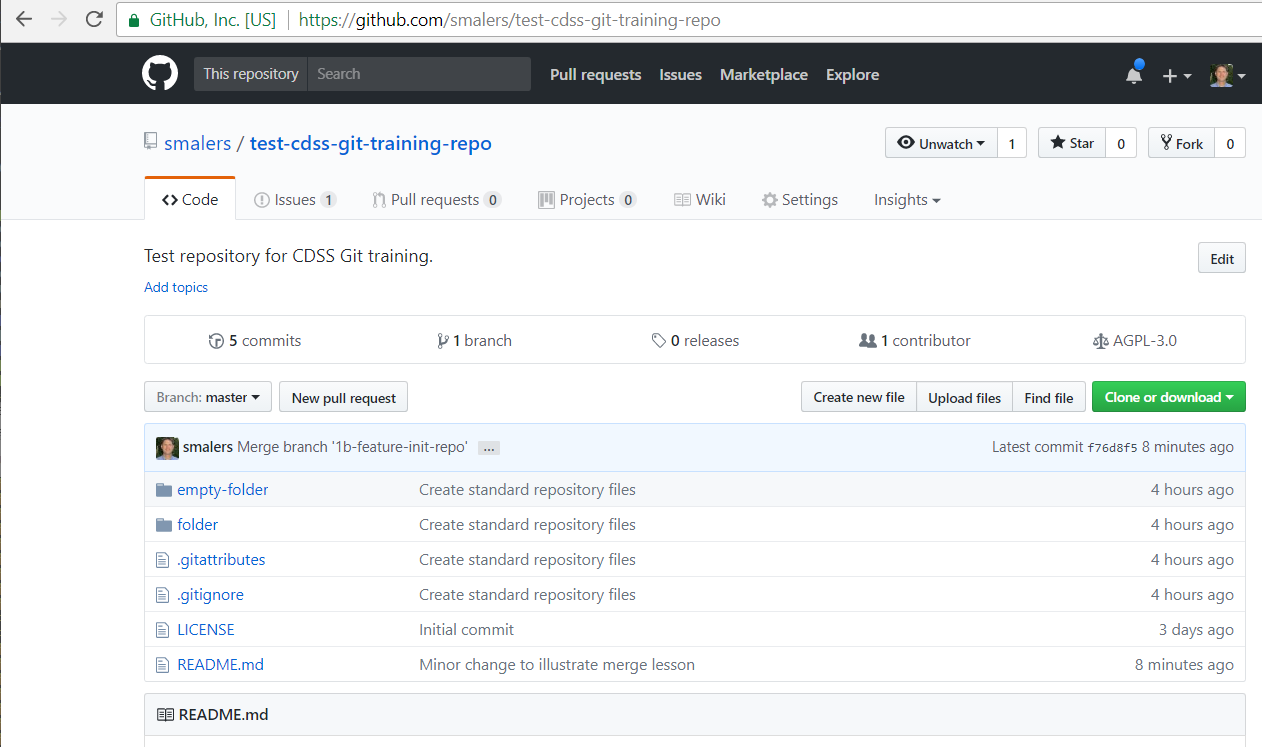 GitHub, Inc. [US] https://github.com/smalers/test-cdss-git-training-repo
This repository Search Pull requests Issues Marketplace Explore
smalers / test-cdss-git-training-repo Unwatch 1 Star 0 Fork 0
<> Code Issues 1 Pull requests 0 Projects 0 Wiki Settings Insights
Test repository for CDSS Git training. Edit
Add topics
5 commits 1 branch 0 releases 1 contributor AGPL-3.0
Branch: master New pull request Create new file Upload files Find file Clone or download
smalers Merge branch '1b-feature-init-repo' ... Latest commit f76d8f5 8 minutes ago
empty-folder Create standard repository files 4 hours ago
folder Create standard repository files 4 hours ago
.gitattributes Create standard repository files 4 hours ago
.gitignore Create standard repository files 4 hours ago
LICENSE Initial commit 3 days ago
README.md Minor change to illustrate merge lesson 8 minutes ago
README.md